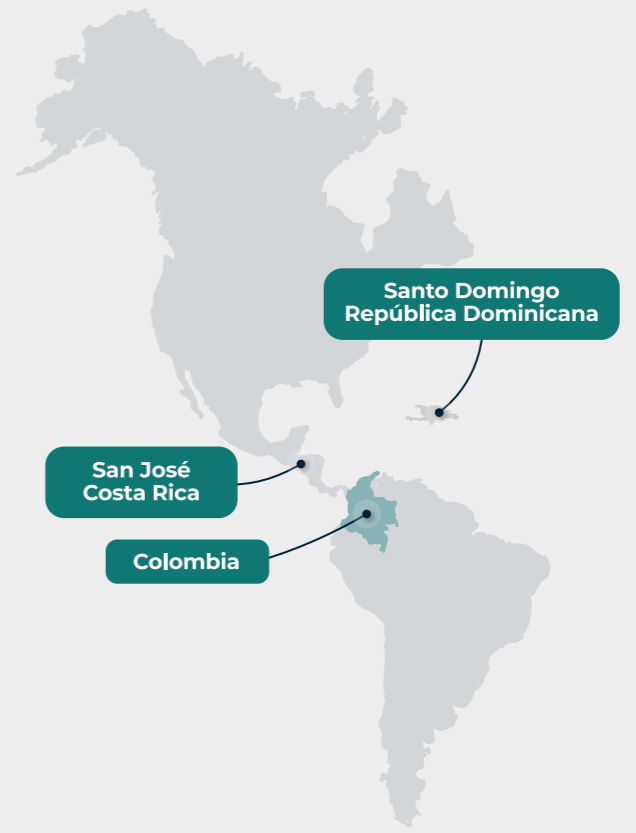 Santo Domingo
República Dominicana
San José
Costa Rica
Colombia